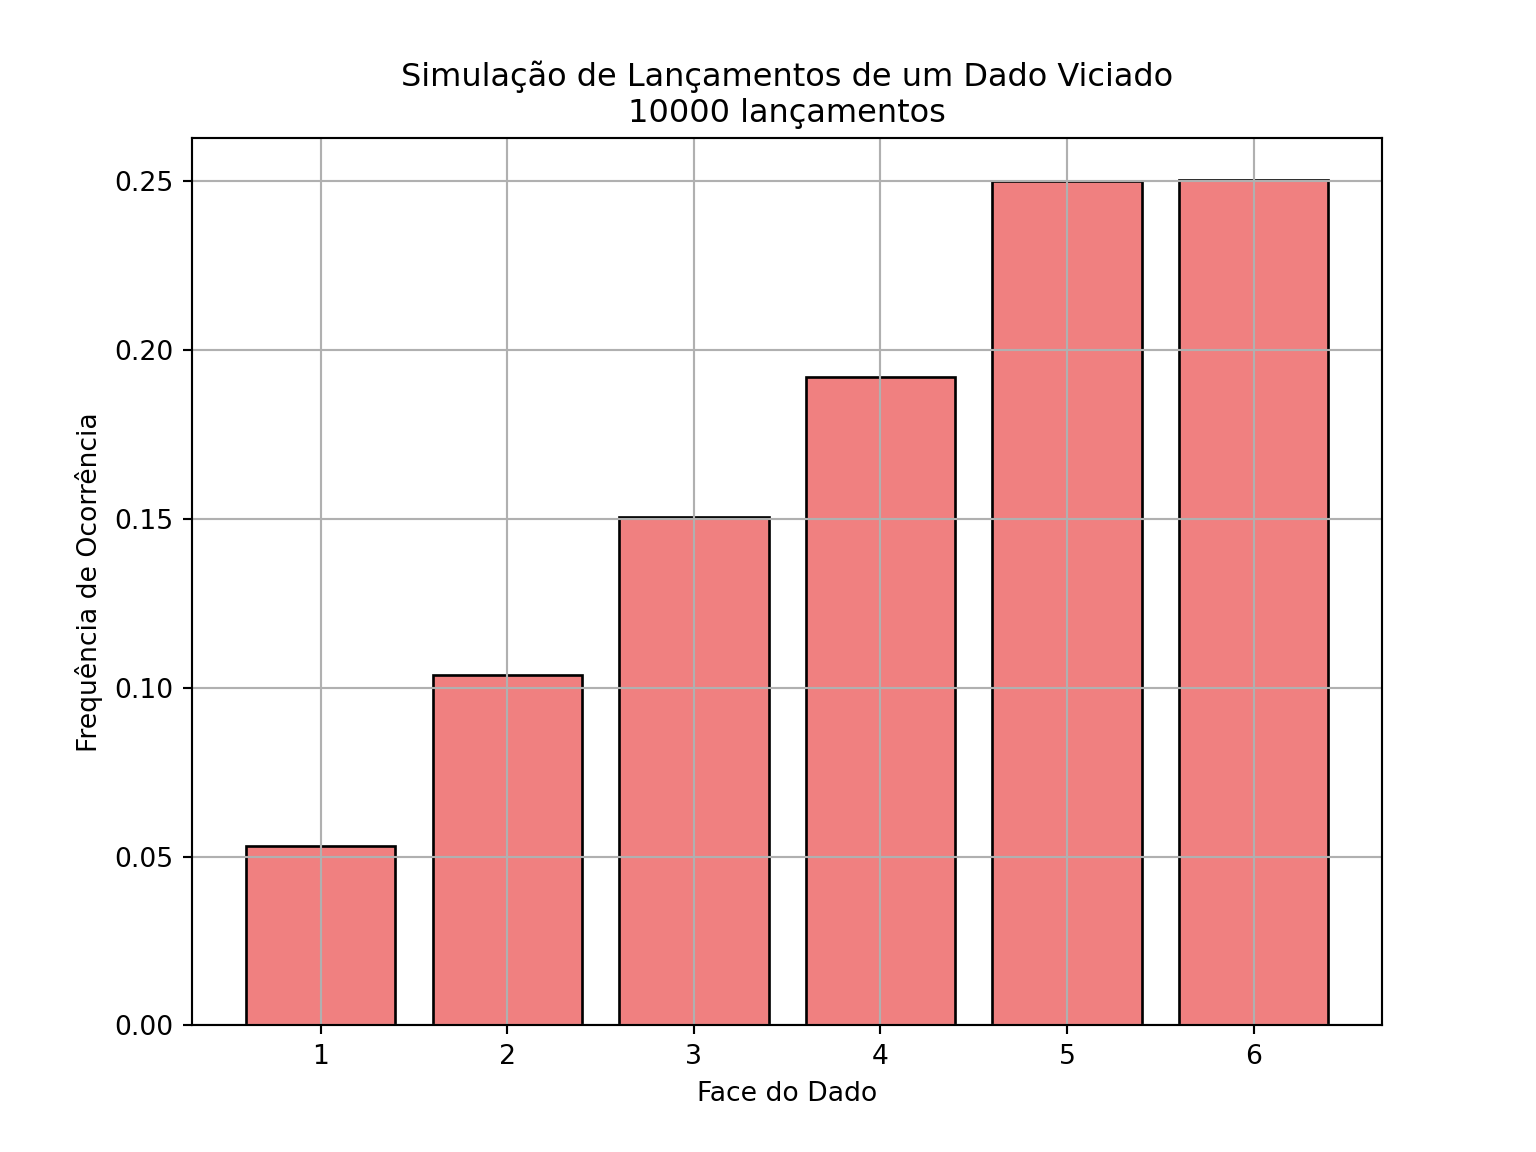 Simulação de Lançamentos de um Dado Viciado
10000 lançamentos
Frequência de Ocorrência
0.25
0.20
0.15
0.10
0.05
0.00
1 2 3 4 5 6
Face do Dado